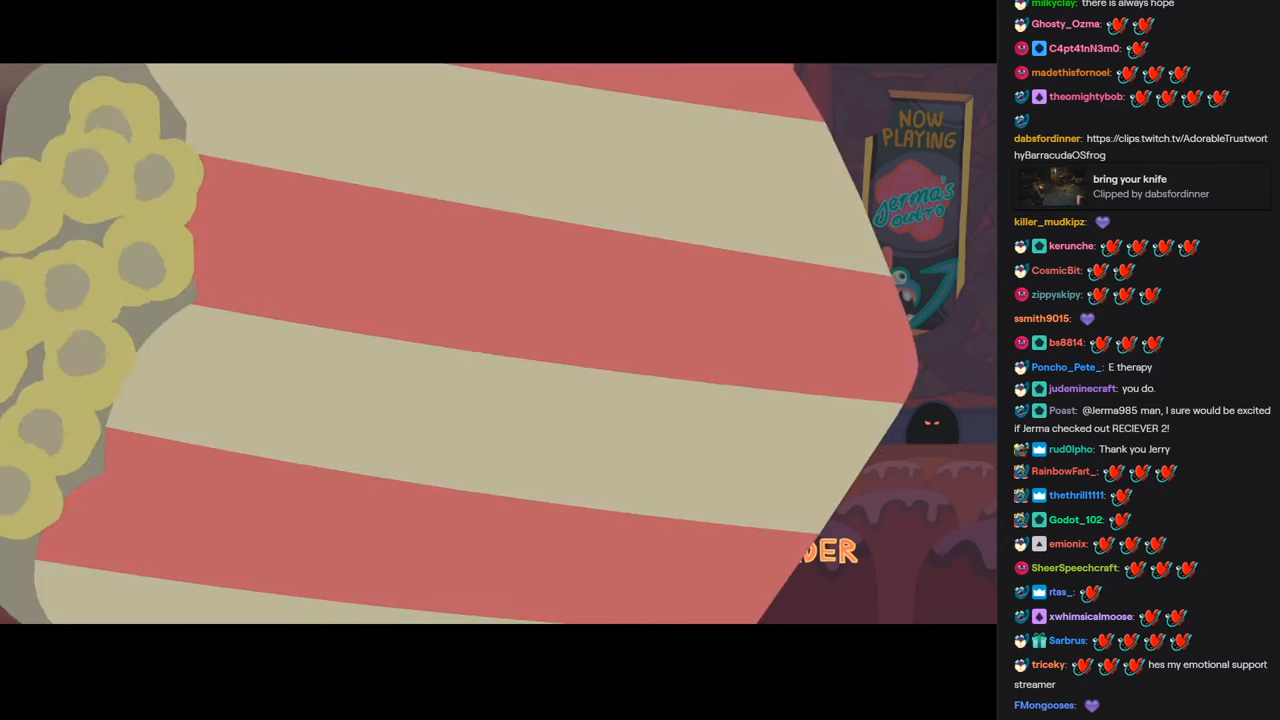 NOW
PLAYING
Jerma's
outro
DER
milkyclay: there is always hope
Ghosty_Ozma:
C4pt41nN3m0:
madethisfornoel:
theomightybob:
dabsfordinner: https://clips.twitch.tv/AdorableTrustwort
hyBarracudaOSfrog
bring your knife
Clipped by dabsfordinner
killer_mudkipz:
kerunche:
CosmicBit:
zippyskipy:
ssmith9015:
bs8814:
Poncho_Pete_: E therapy
judeminecraft: you do.
Poast: @Jerma985 man, I sure would be excited
if Jerma checked out RECIEVER 2!
rud0lpho: Thank you Jerry
RainbowFart_:
thethrill1111:
Godot_102:
emionix:
SheerSpeechcraft:
rtas_:
xwhimsicalmoose:
Sarbrus:
triceky: hes my emotional support
streamer
FMongooses: